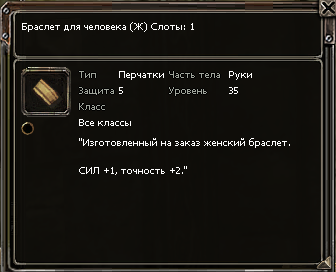 Браслет для человека (Ж) Слоты: 1
Тип Перчатки Часть тела Руки
Защита 5 Уровень 35
Класс
Все классы
"Изготовленный на заказ женский браслет.
СИЛ +1, точность +2."